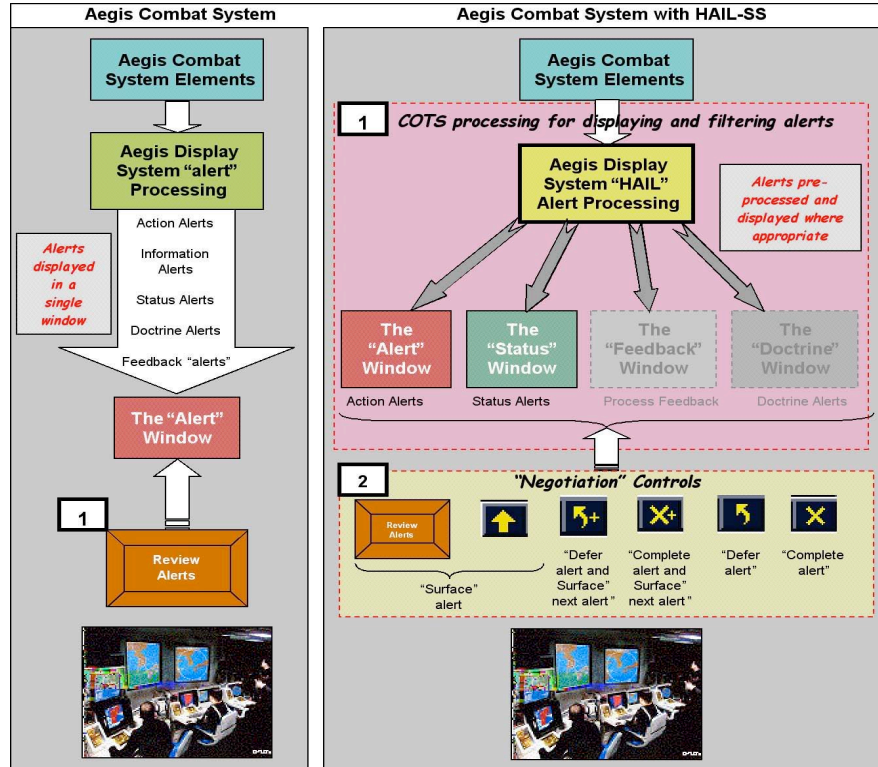 Aegis Combat System
Aegis Combat
System Elements
Aegis Display
System “alert”
Processing
Action Alerts
Information
Alerts
Status Alerts
Doctrine Alerts
Feedback “alerts”
Alerts
displayed
in a
single
window
The “Alert”
Window
1
Review
Alerts
Aegis Combat System with HAIL-SS
Aegis Combat
System Elements
1
COTS processing for displaying and filtering alerts
Aegis Display
System “HAIL”
Alert Processing
Alerts pre-
processed and
displayed where
appropriate
The
“Alert”
Window
The
“Status”
Window
The
“Feedback”
Window
The
“Doctrine”
Window
Action Alerts
Status Alerts
Process Feedback
Doctrine Alerts
2
“Negotiation” Controls
Review
Alerts
“Surface”
alert
“Defer
alert and
Surface”
next alert”
“Complete
alert and
Surface”
next alert”
“Defer
alert”
“Complete
alert”